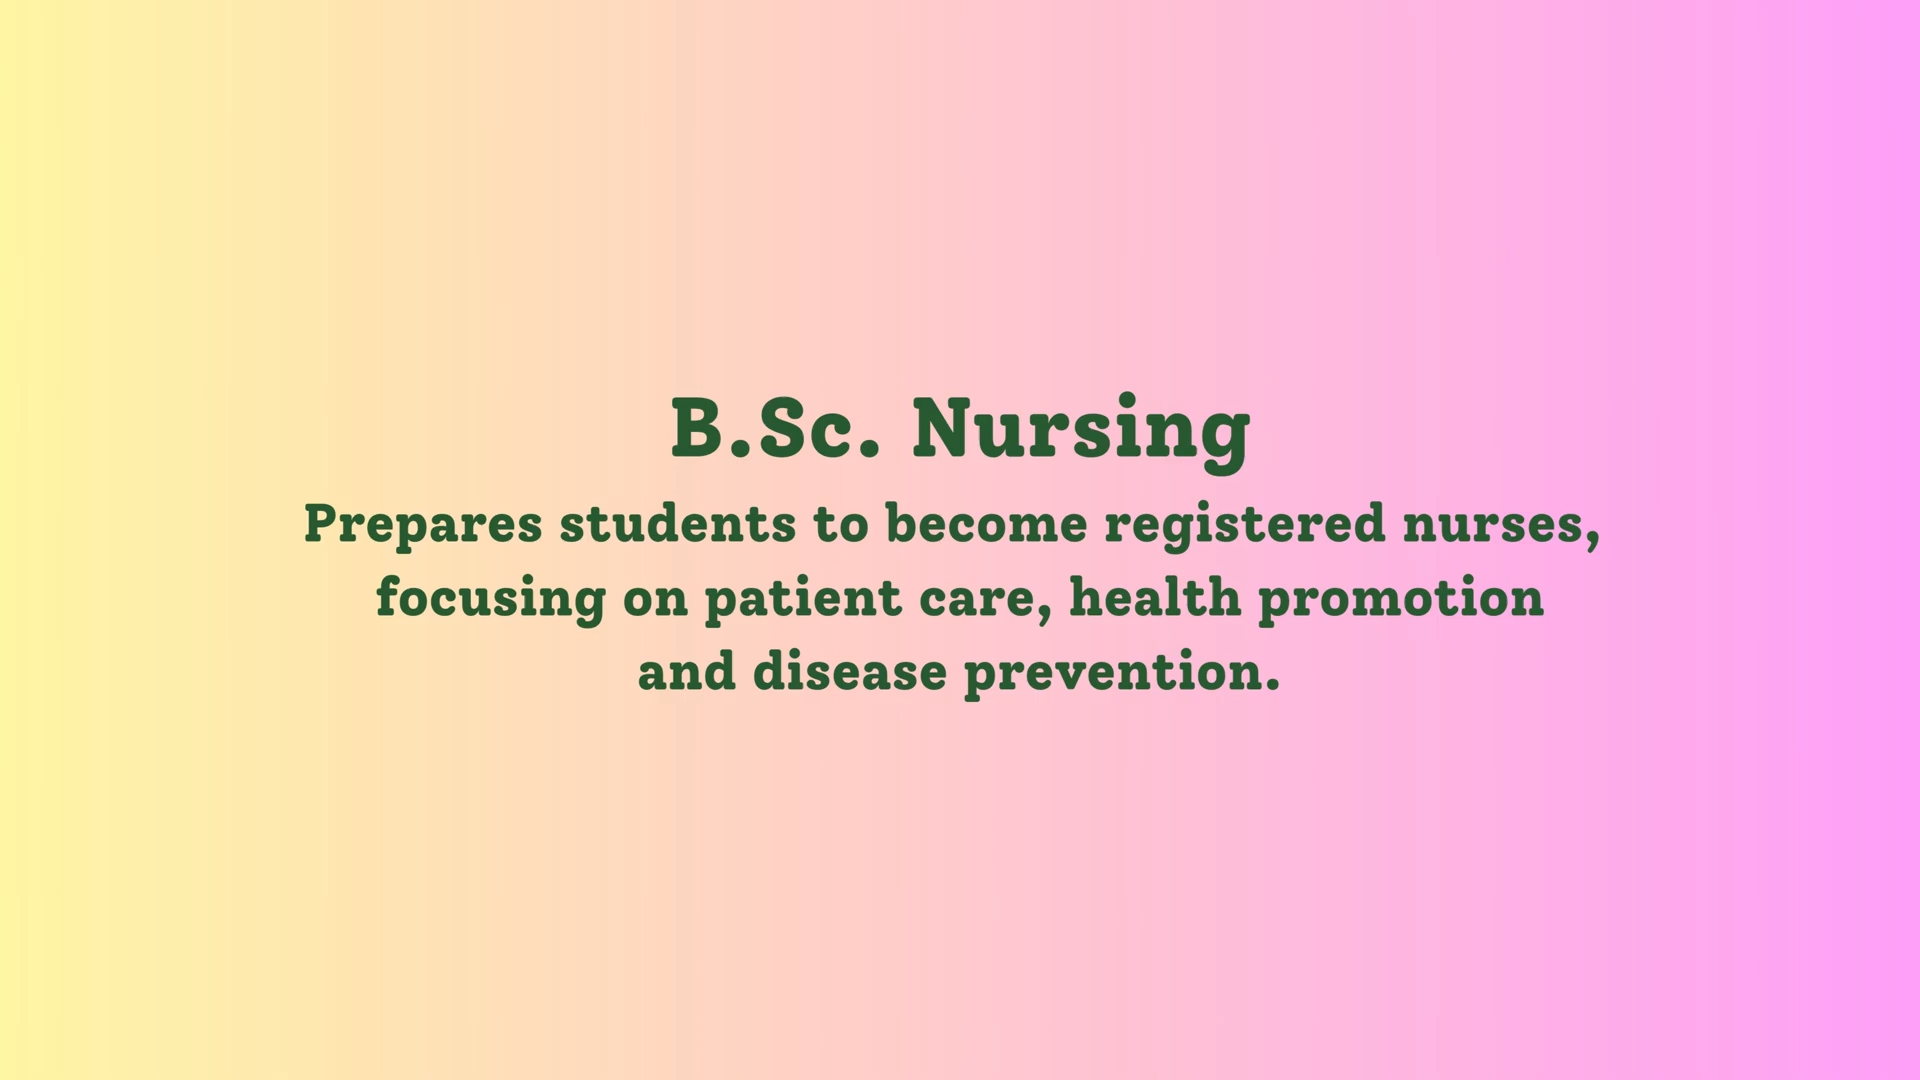 B.Sc. Nursing
Prepares students to become registered nurses,
focusing on patient care, health promotion
and disease prevention.